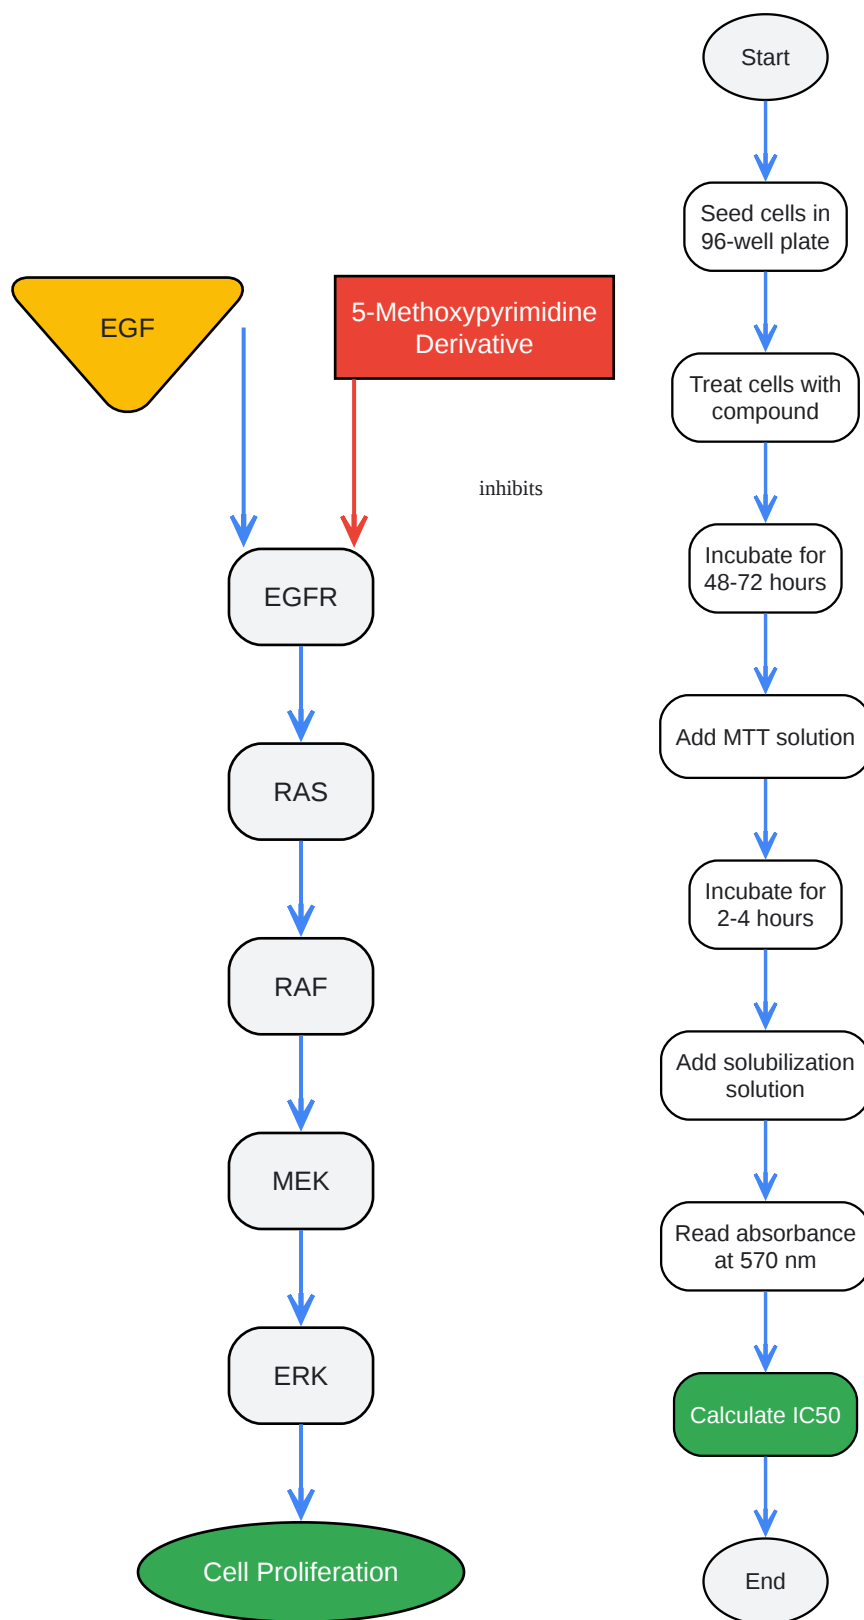 EGF
5-Methoxypyrimidine
Derivative
inhibits
EGFR
RAS
RAF
MEK
ERK
Cell Proliferation
Start
Seed cells in
96-well plate
Treat cells with
compound
Incubate for
48-72 hours
Add MTT solution
Incubate for
2-4 hours
Add solubilization
solution
Read absorbance
at 570 nm
Calculate IC50
End